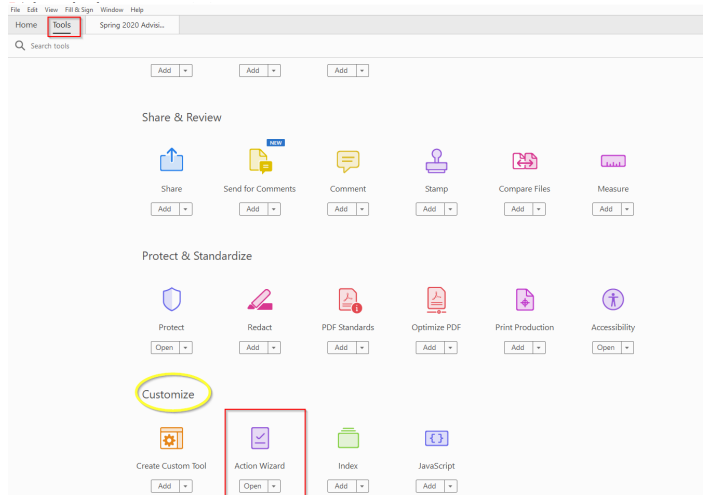 File Edit View Fill & Sign Window Help
Home Tools Spring 2020 Advisi...
Search tools
Add Add Add
Share & Review
NEW
Share Send for Comments Comment Stamp Compare Files Measure
Add Add Add Add Add Add
Protect & Standardize
Protect Redact PDF Standards Optimize PDF Print Production Accessibility
Open Add Add Add Add Open
Customize
Create Custom Tool Action Wizard Index JavaScript
Add Open Add Add